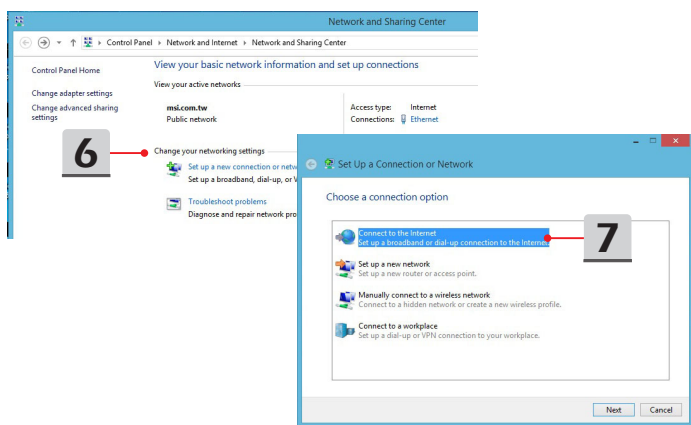 Network and Sharing Center
Control Panel Network and Internet Network and Sharing Center
Control Panel Home
Change adapter settings
Change advanced sharing
settings
View your basic network information and set up connections
View your active networks
msi.com.tw
Public network
Access type: Internet
Connections: Ethernet
6
Change your networking settings
Set up a new connection or netw
Set up a broadband, dial-up, or V
Troubleshoot problems
Diagnose and repair network pro
Set Up a Connection or Network
Choose a connection option
Connect to the Internet
Set up a broadband or dial-up connection to the Internet.
7
Set up a new network
Set up a new router or access point.
Manually connect to a wireless network
Connect to a hidden network or create a new wireless profile.
Connect to a workplace
Set up a dial-up or VPN connection to your workplace.
Next Cancel